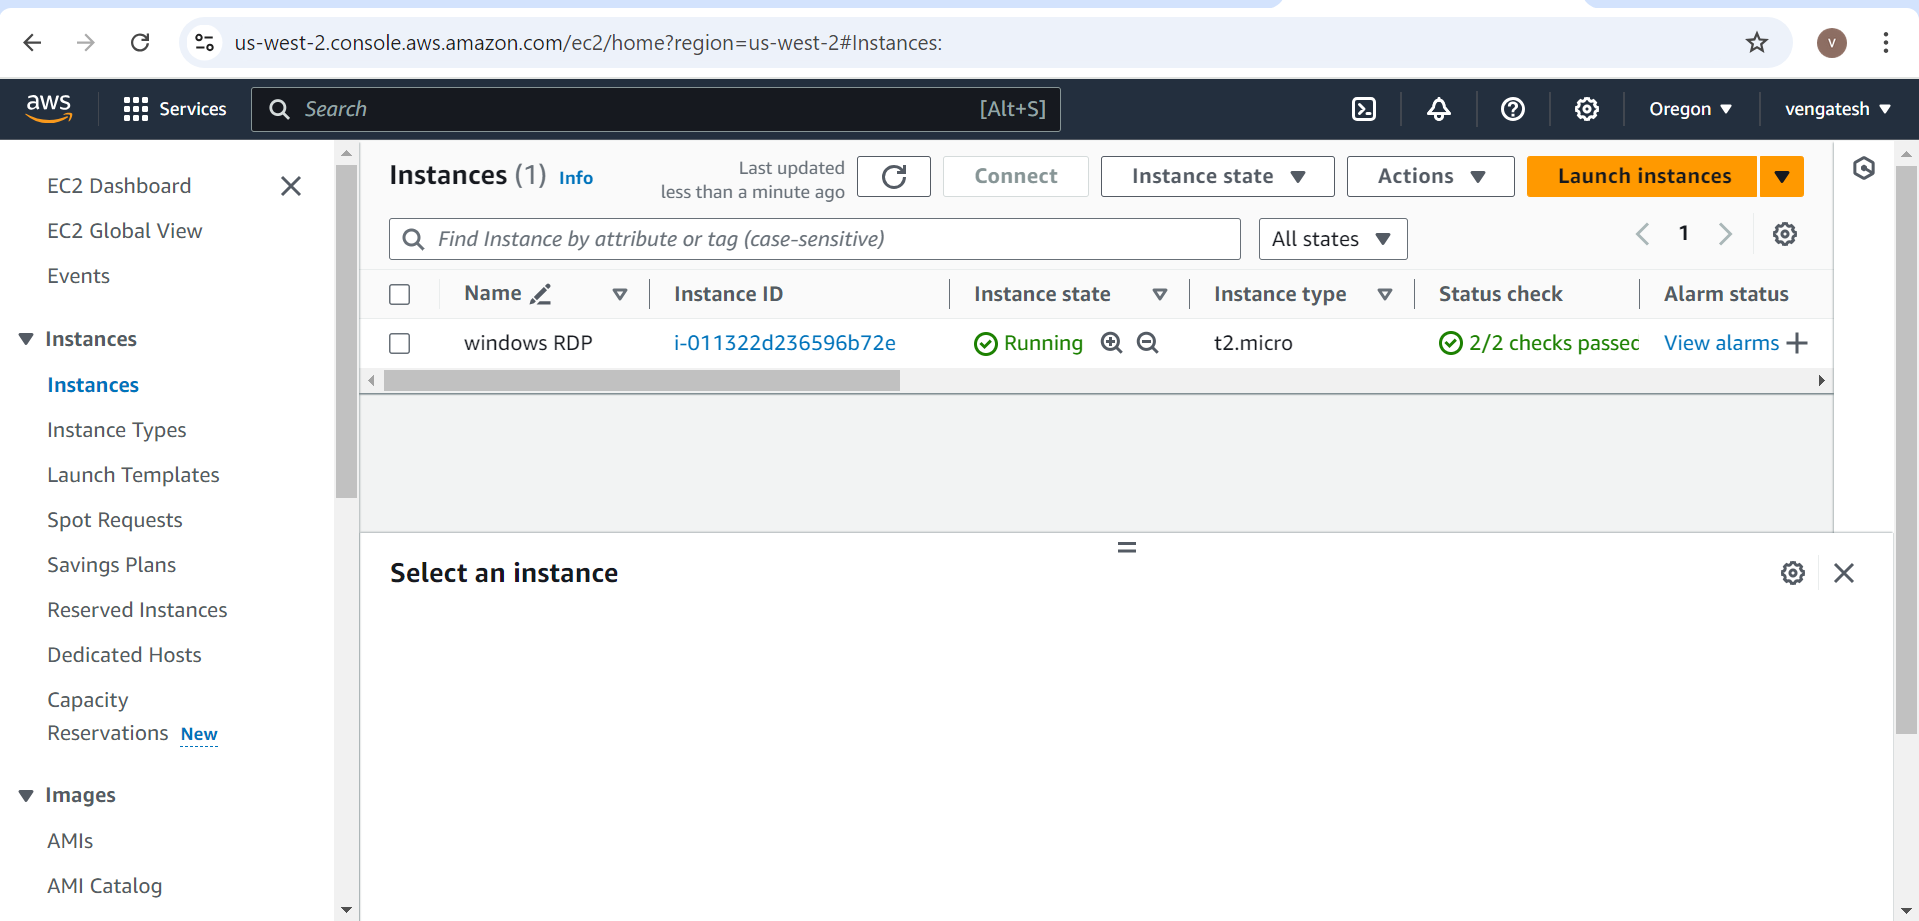 us-west-2.console.aws.amazon.com/ec2/home?region=us-west-2#Instances:
V
aws
Services
Search
[Alt+S]
Oregon
vengatesh
EC2 Dashboard
EC2 Global View
Events
Instances
Instances
Instance Types
Launch Templates
Spot Requests
Savings Plans
Reserved Instances
Dedicated Hosts
Capacity
Reservations New
Images
AMIs
AMI Catalog
Instances (1) Info
Last updated
less than a minute ago
Connect
Instance state
Actions
Launch instances
Find Instance by attribute or tag (case-sensitive)
All states
1
Name
Instance ID
Instance state
Instance type
Status check
Alarm status
windows RDP
i-011322d236596b72e
Running
t2.micro
2/2 checks passed
View alarms
Select an instance